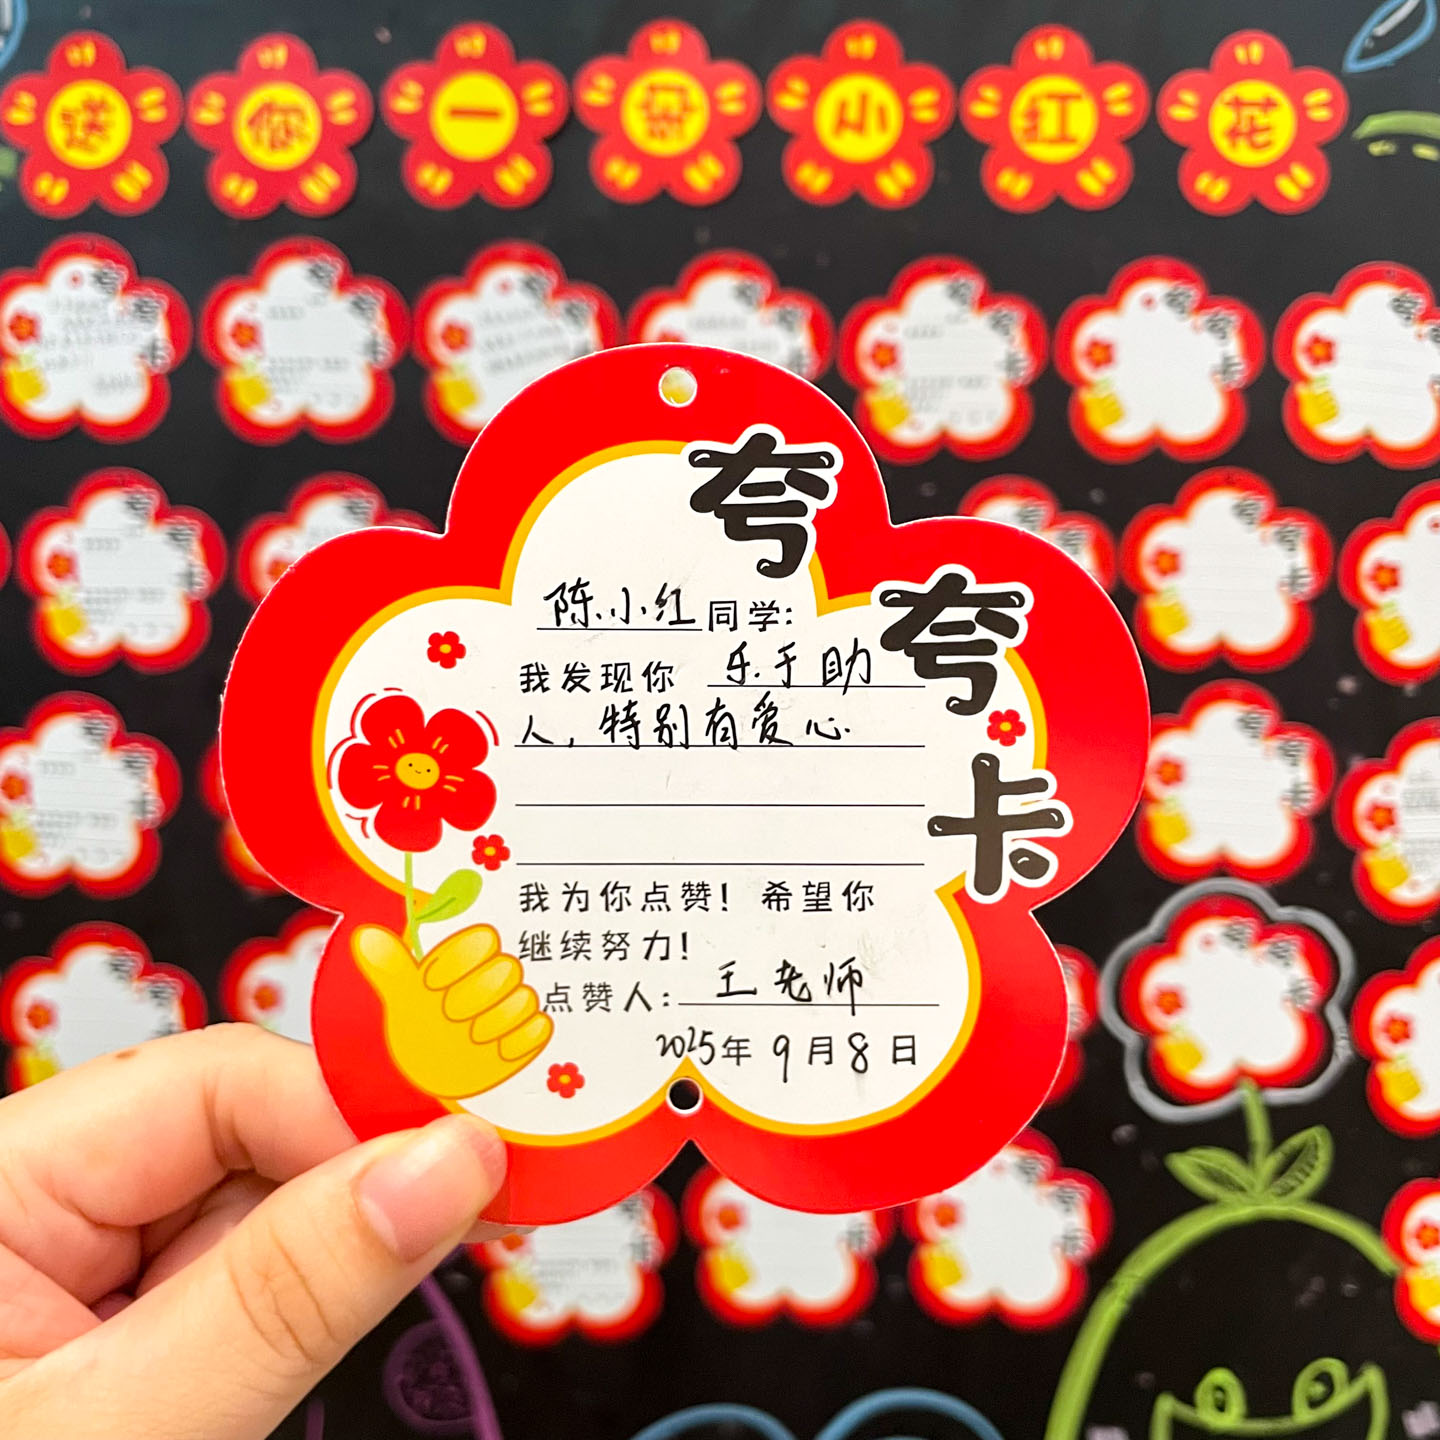 送你一朵小红花
夸夸卡
陈小红同学:
我发现你 乐于助
人，特别有爱心
我为你点赞！希望你
继续努力！
点赞人: 王老师
2025年 9月8日